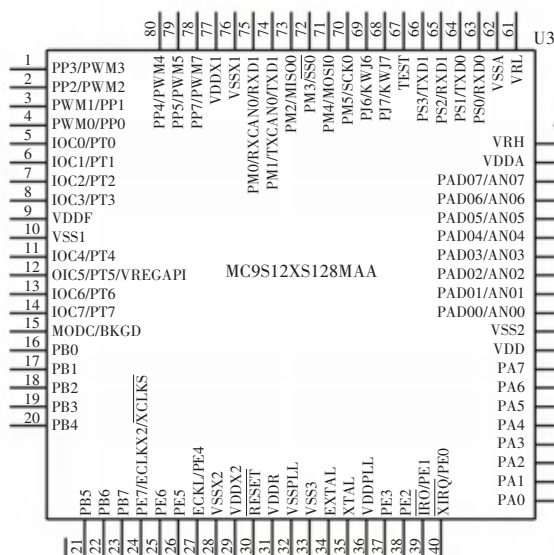 80 79 78 77 76 75 74 73 72 71 70 69 68 67 66 65 64 63 62 61
U3
PP4/PWM4
PP5/PWM5
PP7/PWM7
VDDX1
VSSX1
PM0/RXCAN0/RXD1
PM1/TXCAN0/TXD1
PM2/MISO0
PM3/SS0
PM4/MOSI0
PM5/SCK0
PJ6/KWJ6
PJ7/KWJ7
TEST
PS3/TXD1
PS2/RXD1
PS1/TXD0
PS0/RXD0
VSSA
VRL
1 PP3/PWM3
2 PP2/PWM2
3 PWM1/PP1
4 PWM0/PP0
5 IOC0/PT0
6 IOC1/PT1
7 IOC2/PT2
8 IOC3/PT3
9 VDDF
10 VSS1
11 IOC4/PT4
12 OIC5/PT5/VREGAPI
13 IOC6/PT6
14 IOC7/PT7
15 MODC/BKGD
16 PB0
17 PB1
18 PB2
19 PB3
20 PB4
MC9S12XS128MAA
VRH
VDDA
PAD07/AN07
PAD06/AN06
PAD05/AN05
PAD04/AN04
PAD03/AN03
PAD02/AN02
PAD01/AN01
PAD00/AN00
VSS2
VDD
PA7
PA6
PA5
PA4
PA3
PA2
PA1
PA0
PB5
PB6
PB7
PE7/ECLKX2/XCLKS
PE6
PE5
ECKL/PE4
VSSX2
VDDX2
RESET
VDDR
VSSPLL
VSS3
EXTAL
XTAL
VDDPLL
PE3
PE2
IRO/PE1
XIRQ/PE0
21 22 23 24 25 26 27 28 29 30 31 32 33 34 35 36 37 38 39 40